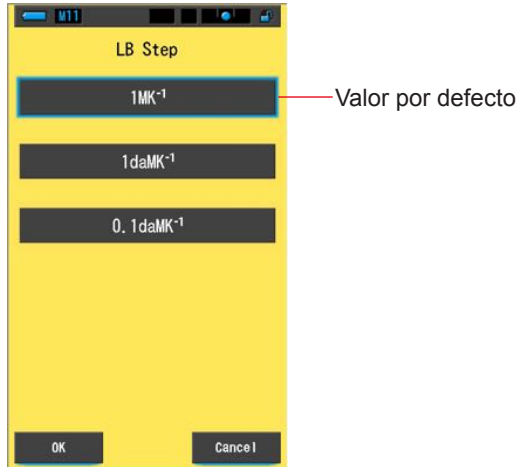 M11
LB Step
1MK⁻¹
Valor por defecto
1daMK⁻¹
0.1daMK⁻¹
OK
Cancel